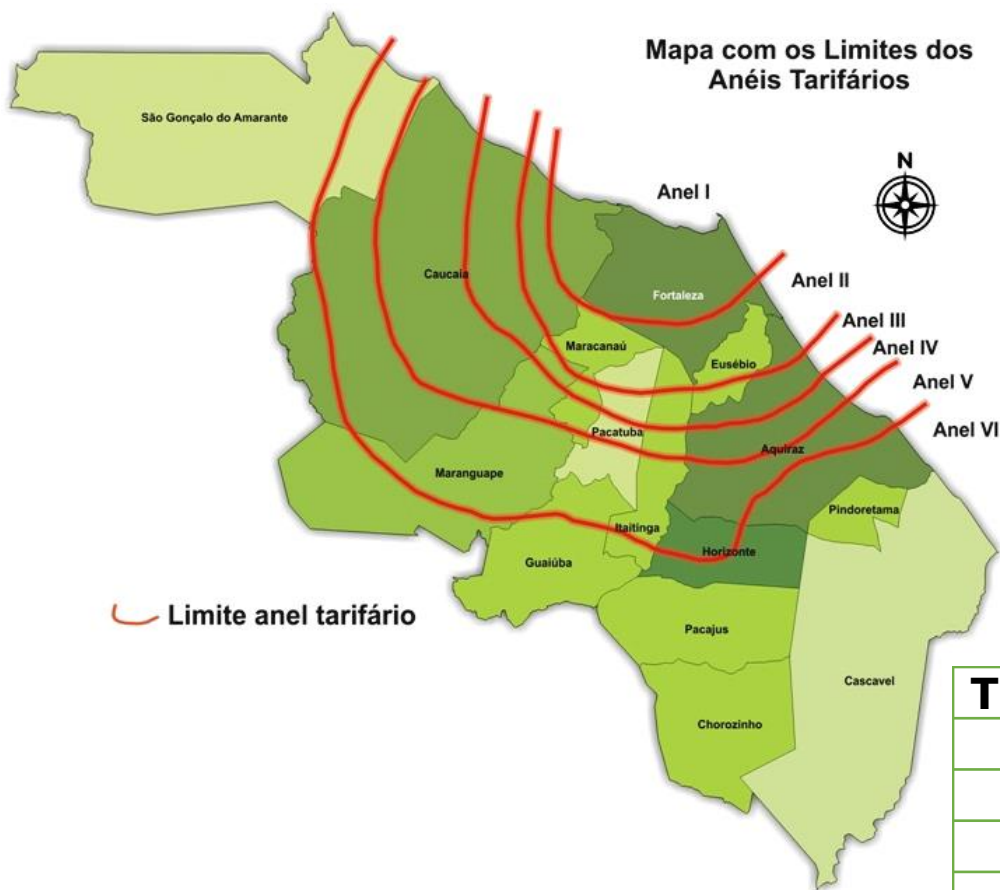 Mapa com os Limites dos
Anéis Tarifários
São Gonçalo do Amarante
N
Anel I
Caucaia
Fortaleza
Anel II
Anel III
Maracanaú
Eusébio
Anel IV
Anel V
Pacatuba
Anel VI
Aquiraz
Maranguape
Pindoretama
Itaitinga
Horizonte
Guaiúba
Limite anel tarifário
Pacajus
Cascavel
T
Chorozinho